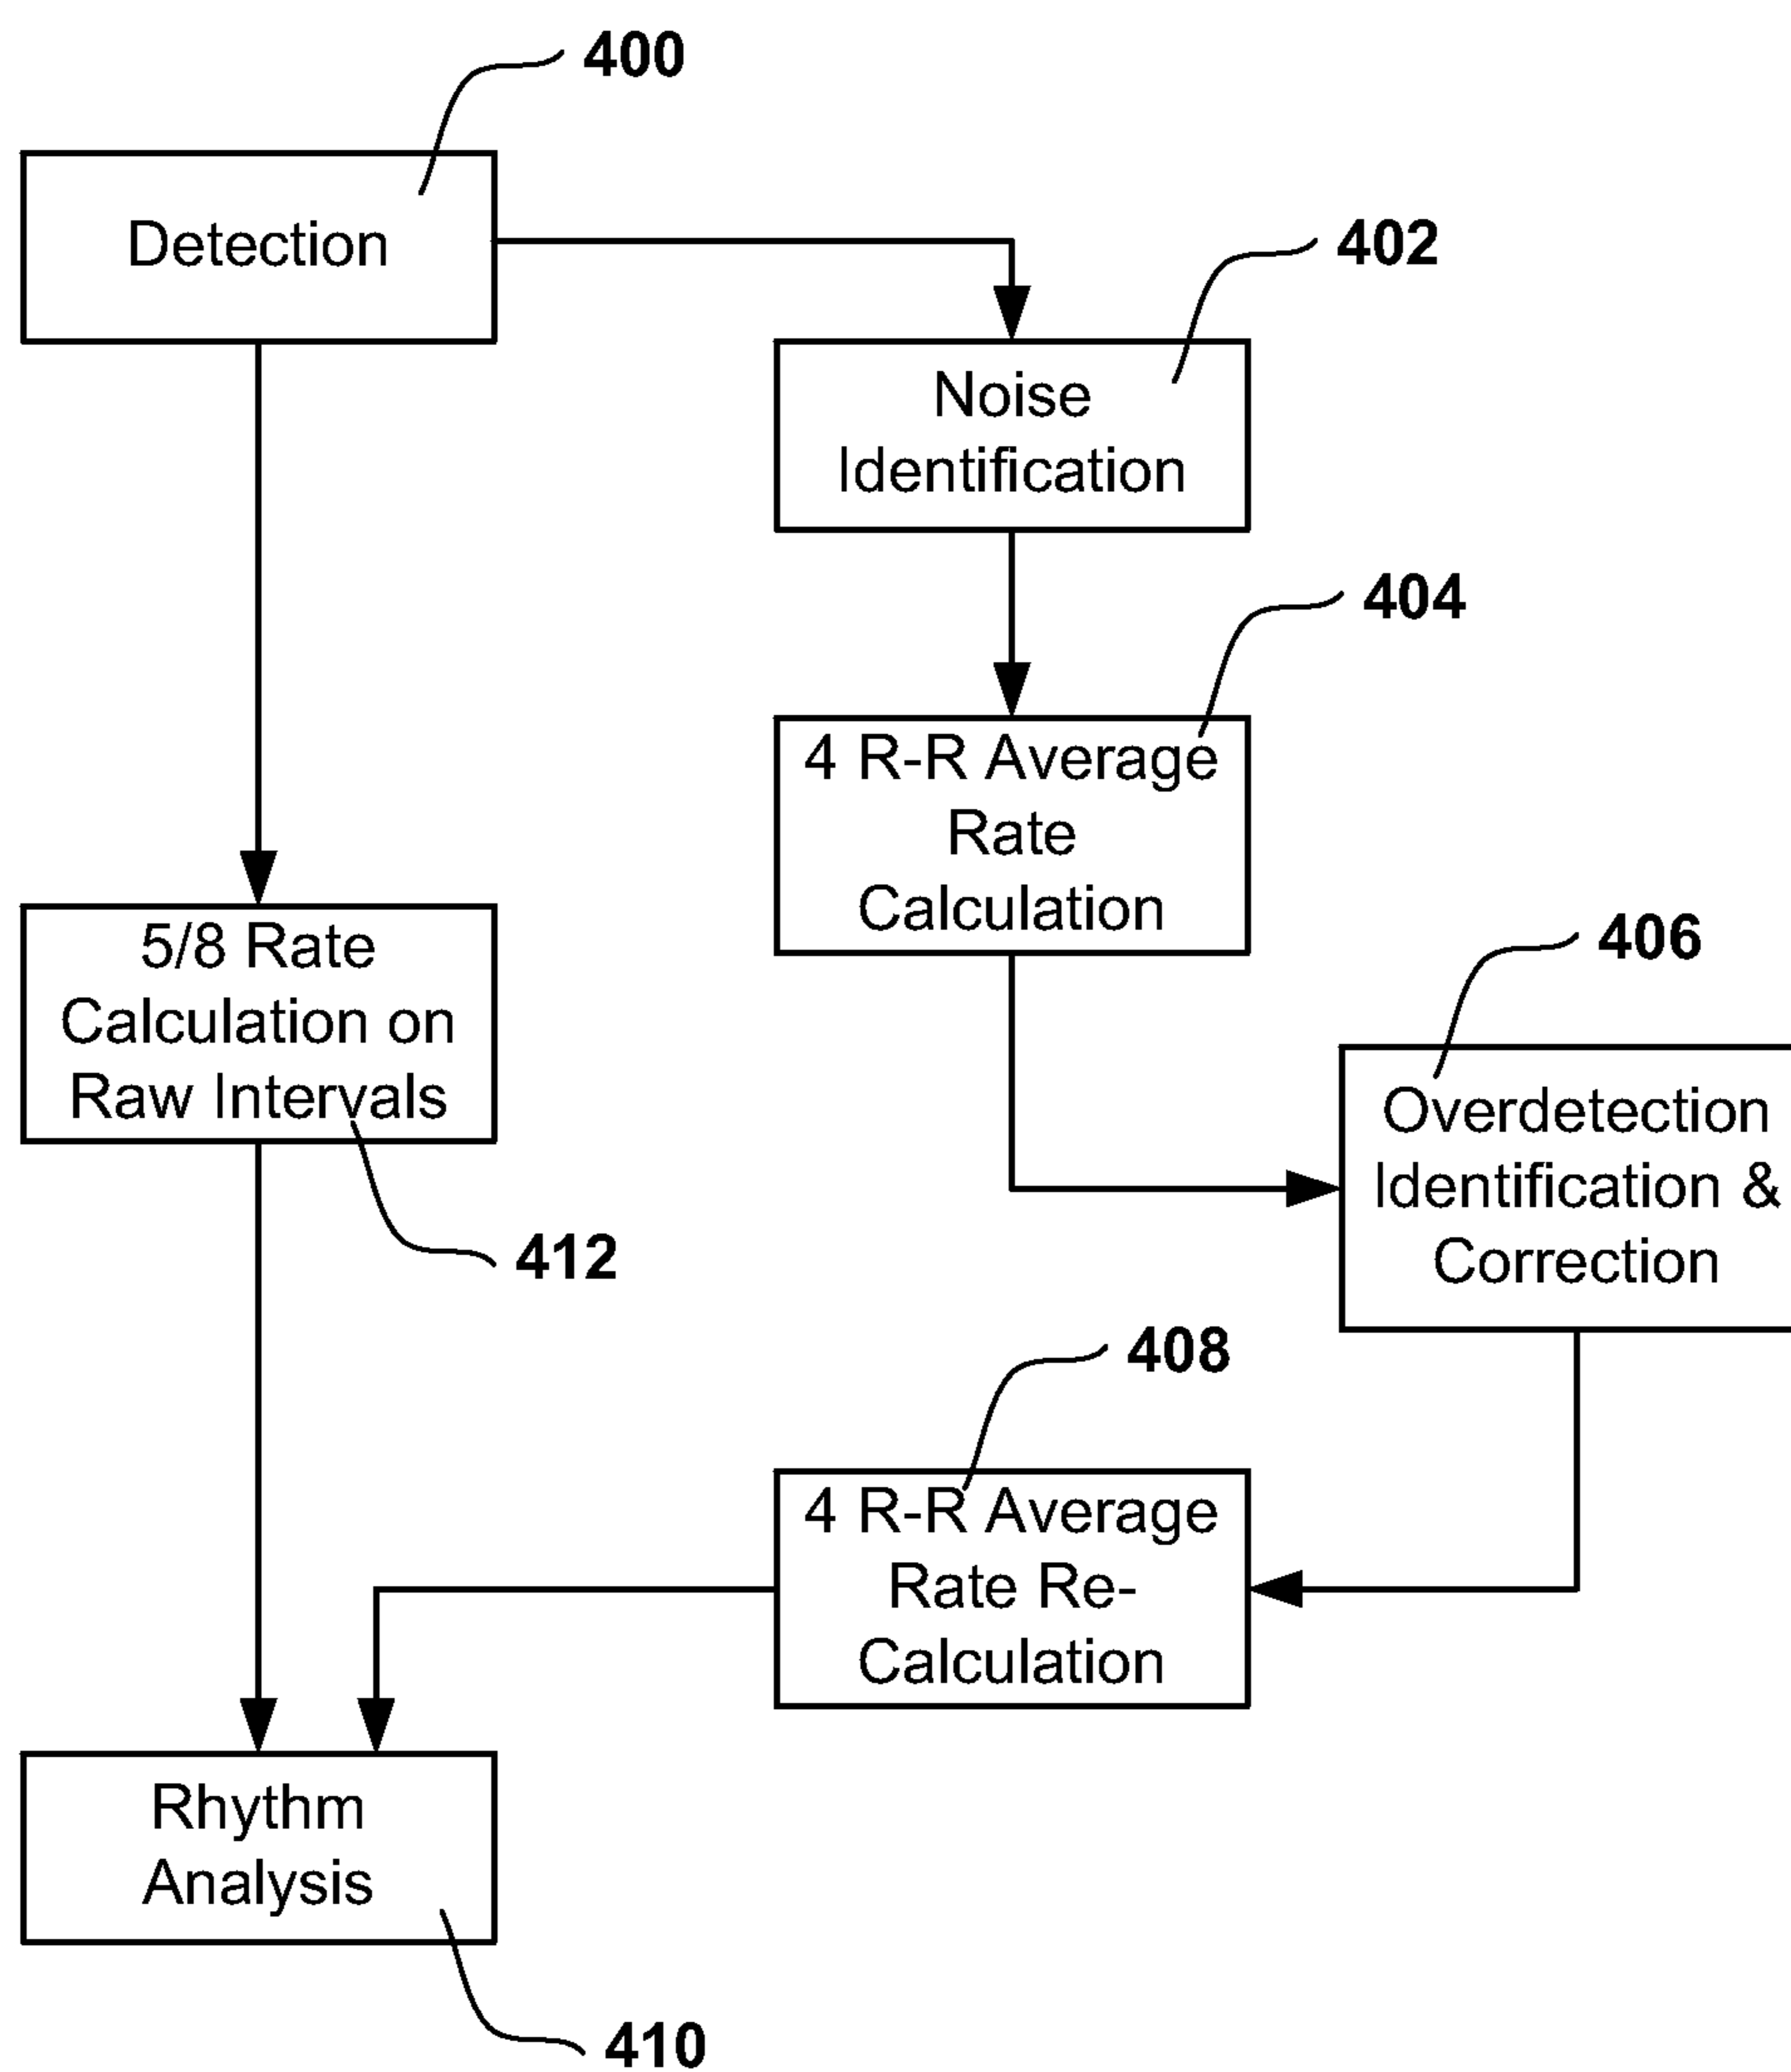 400
Detection
402
Noise
Identification
404
4 R-R Average
Rate
Calculation
5/8 Rate
Calculation on
Raw Intervals
406
Overdetection
Identification &
Correction
412
408
4 R-R Average
Rate Re-
Calculation
Rhythm
Analysis
410